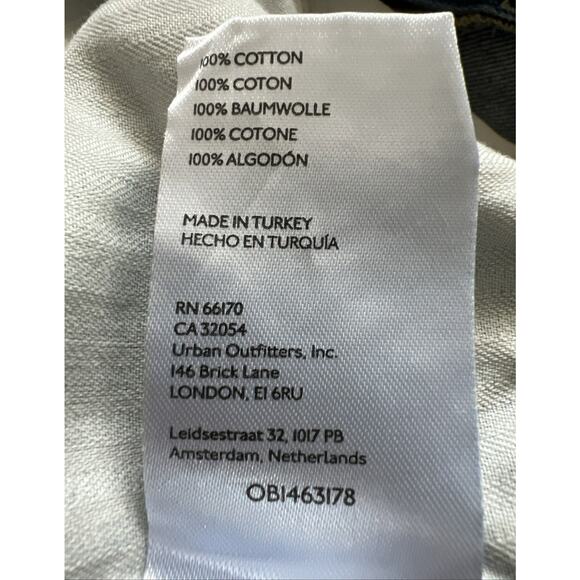 100% COTTON
100% COTON
100% BAUMWOLLE
100% COTONE
100% ALGODÓN
MADE IN TURKEY
HECHO EN TURQUÍA
RN 66170
CA 32054
Urban Outfitters, Inc.
146 Brick Lane
LONDON, E1 6RU
Leidsestraat 32, 1017 PB
Amsterdam, Netherlands
OB1463178